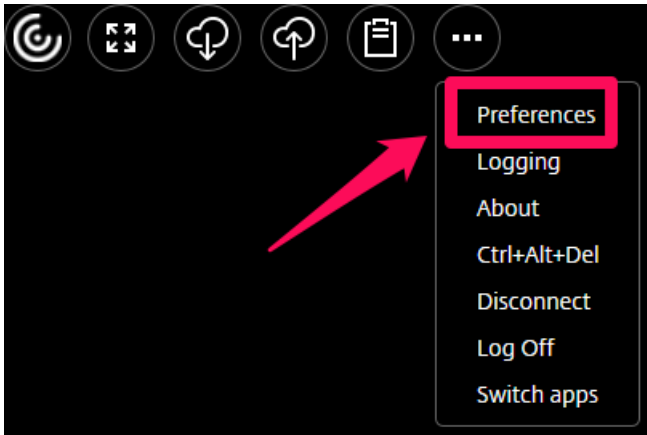 Preferences
Logging
About
Ctrl+Alt+Del
Disconnect
Log Off
Switch apps